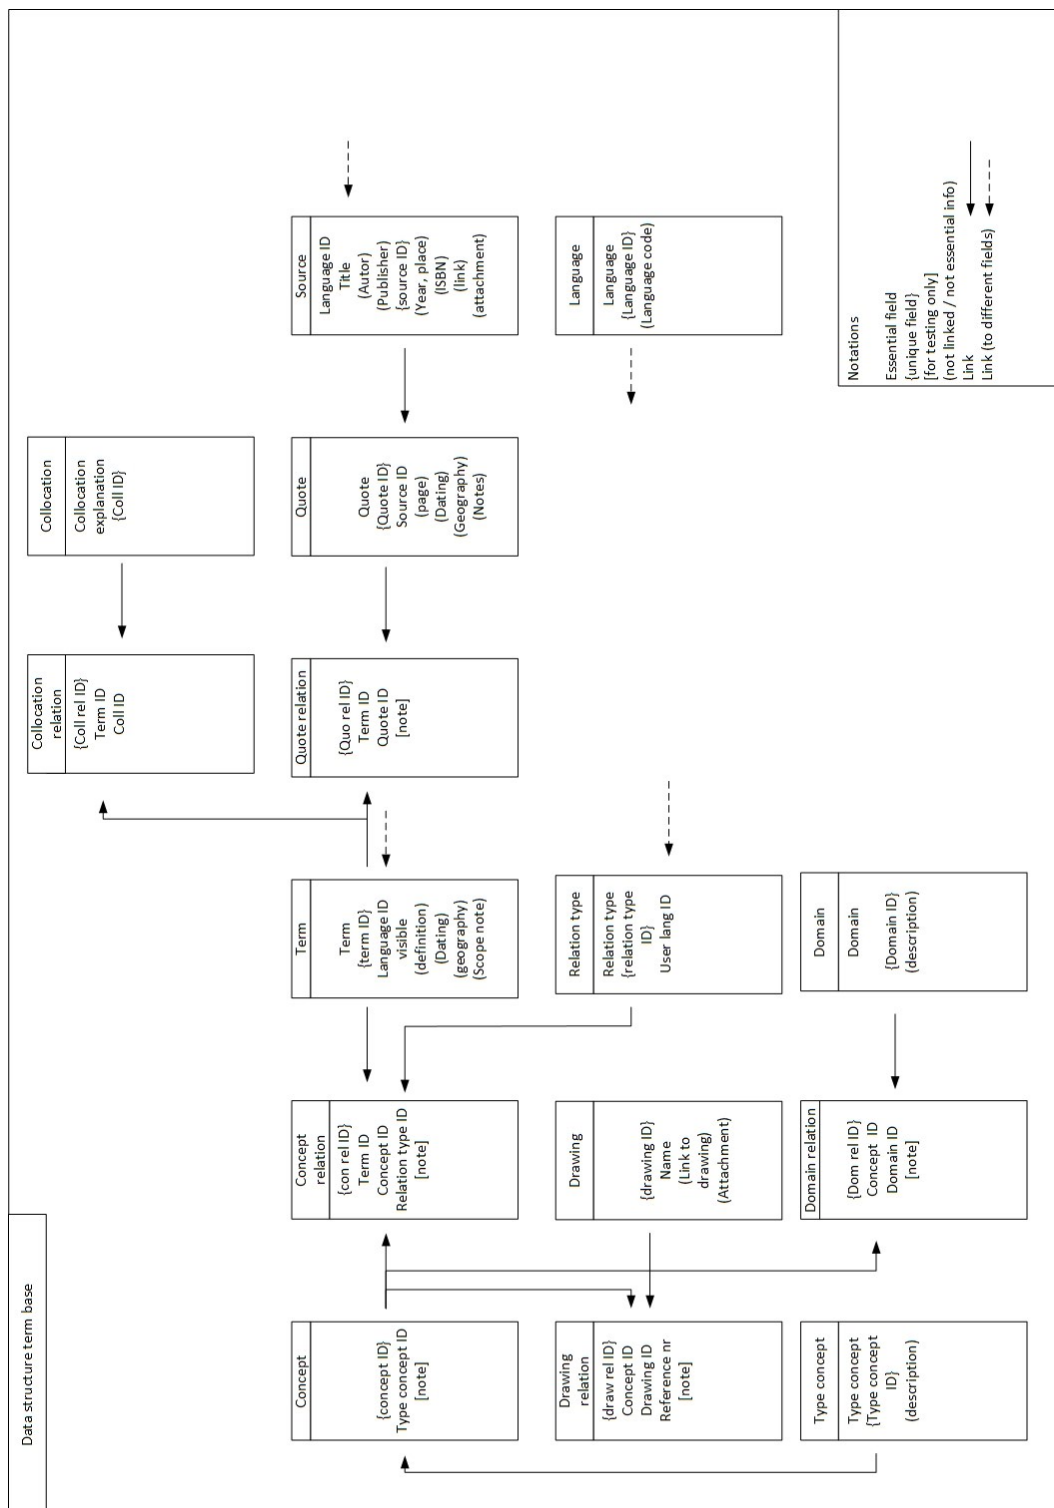 Data structure term base
Concept
{concept ID}
Type concept ID
[note]
Concept
relation
{con rel ID}
Term ID
Concept ID
Relation type ID
[note]
Term
Term
{term ID}
Language ID
visible
(definition)
(Dating)
(geography)
(Scope note)
Collocation
relation
{Coll rel ID}
Term ID
Coll ID
Collocation
Collocation
explanation
{Coll ID}
Quote relation
{Quo rel ID}
Term ID
Quote ID
[note]
Quote
Quote
{Quote ID}
Source ID
(page)
(Dating)
(Geography)
(Notes)
Source
Language ID
Title
(Autor)
(Publisher)
{source ID}
(Year, place)
(ISBN)
(link)
(attachment)
Drawing
relation
{draw rel ID}
Concept ID
Drawing ID
Reference nr
[note]
Drawing
{drawing ID}
Name
(Link to
drawing)
(Attachment)
Relation type
Relation type
{relation type
ID}
User lang ID
Language
Language
{Language ID}
(Language code)
Type concept
Type concept
{Type concept
ID}
(description)
Domain relation
{Dom rel ID}
Concept ID
Domain ID
[note]
Domain
Domain
{Domain ID}
(description)
Notations
Essential field
{unique field}
[for testing only]
(not linked / not essential info)
Link
Link (to different fields)